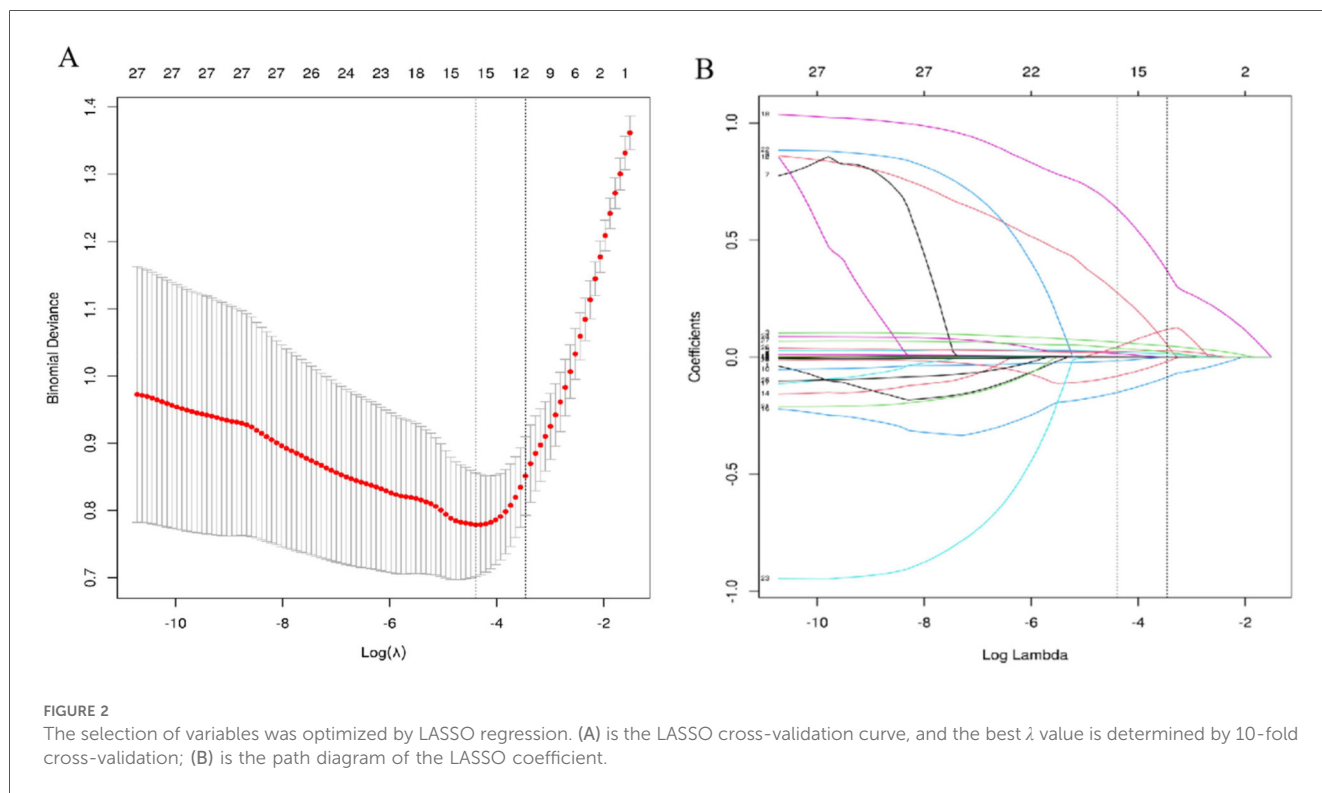 A
27 27 27 27 27 26 24 23 18 15 15 12 9 6 2 1
Binomial Deviance
1.4
1.3
1.2
1.1
1.0
0.9
0.8
0.7
-10 -8 -6 -4 -2
Log(λ)
B
27 27 22 15 2
Coefficients
1.0
0.5
0.0
-0.5
-1.0
18
7
14
23
-10 -8 -6 -4 -2
Log Lambda
FIGURE 2
The selection of variables was optimized by LASSO regression. (A) is the LASSO cross-validation curve, and the best λ value is determined by 10-fold
cross-validation; (B) is the path diagram of the LASSO coefficient.